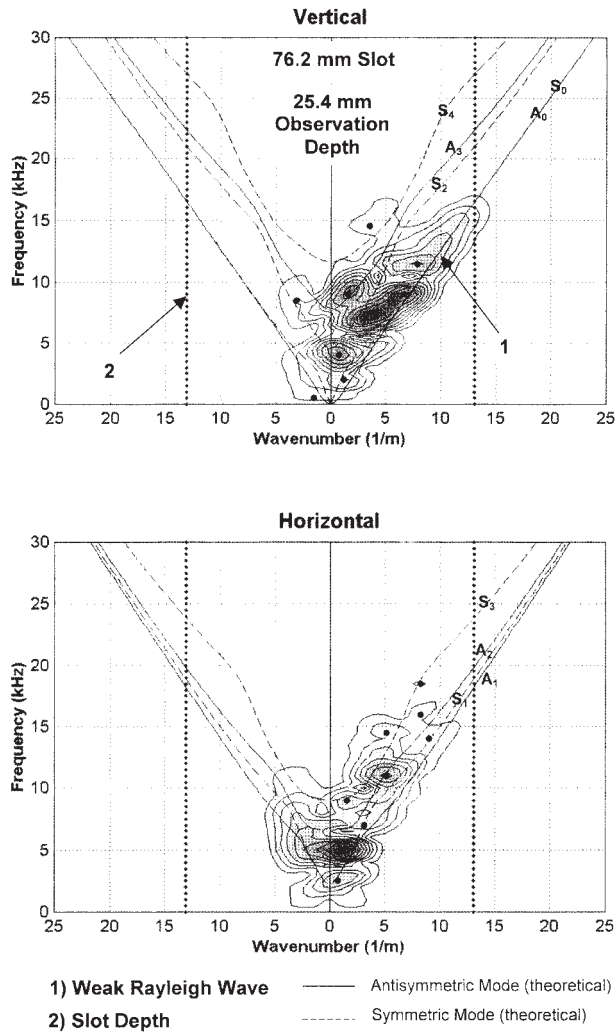 Vertical
30
25
20
15
10
5
0
Frequency (kHz)
76.2 mm Slot
25.4 mm
Observation
Depth
S₄
A₃
S₂
S₀
A₀
2
1
25 20 15 10 5 0 5 10 15 20 25
Wavenumber (1/m)
Horizontal
30
25
20
15
10
5
0
Frequency (kHz)
S₃
A₂
A₁
S₁
25 20 15 10 5 0 5 10 15 20 25
Wavenumber (1/m)
1) Weak Rayleigh Wave
Antisymmetric Mode (theoretical)
2) Slot Depth
Symmetric Mode (theoretical)